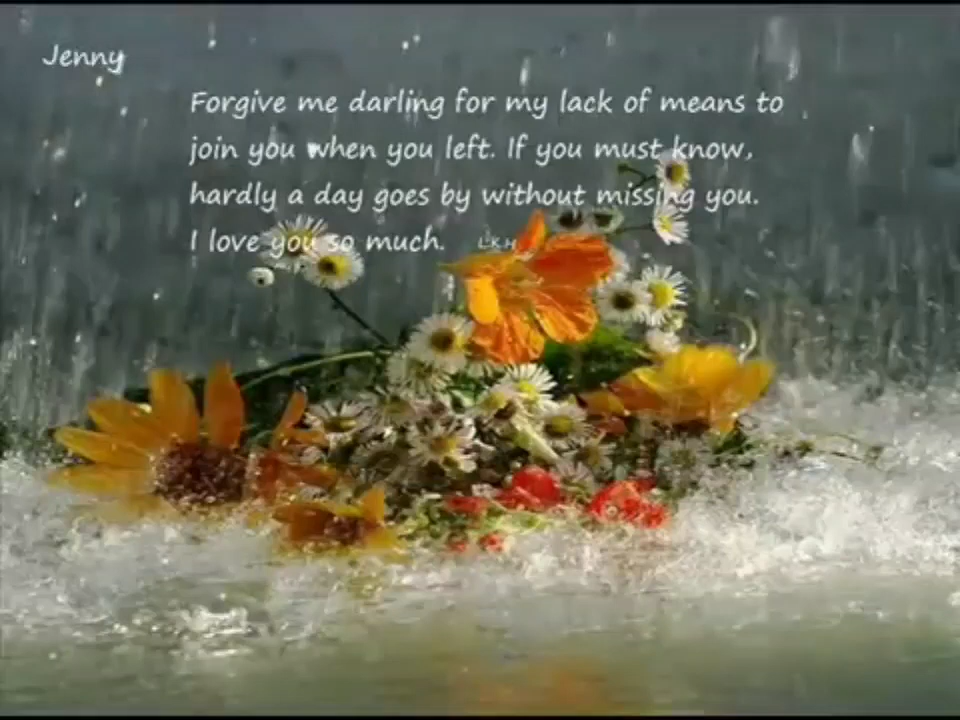 Jenny
Forgive me darling for my lack of means to
join you when you left. If you must know,
hardly a day goes by without missing you.
I love you so much. LKH